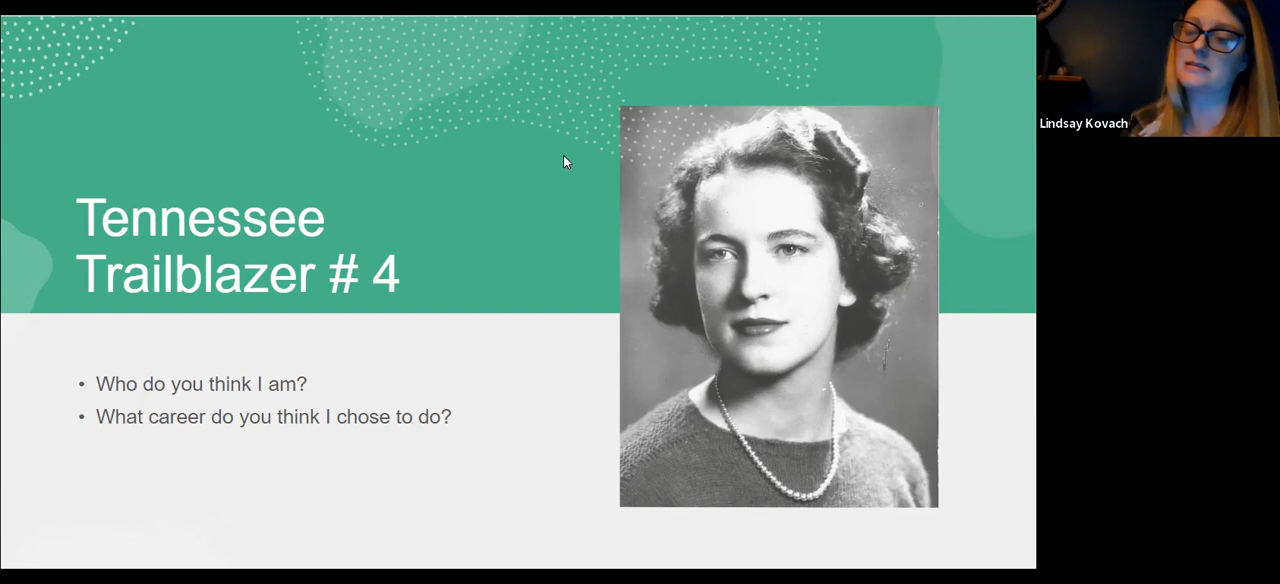 Tennessee
Trailblazer # 4
• Who do you think I am?
• What career do you think I chose to do?
Lindsay Kovach